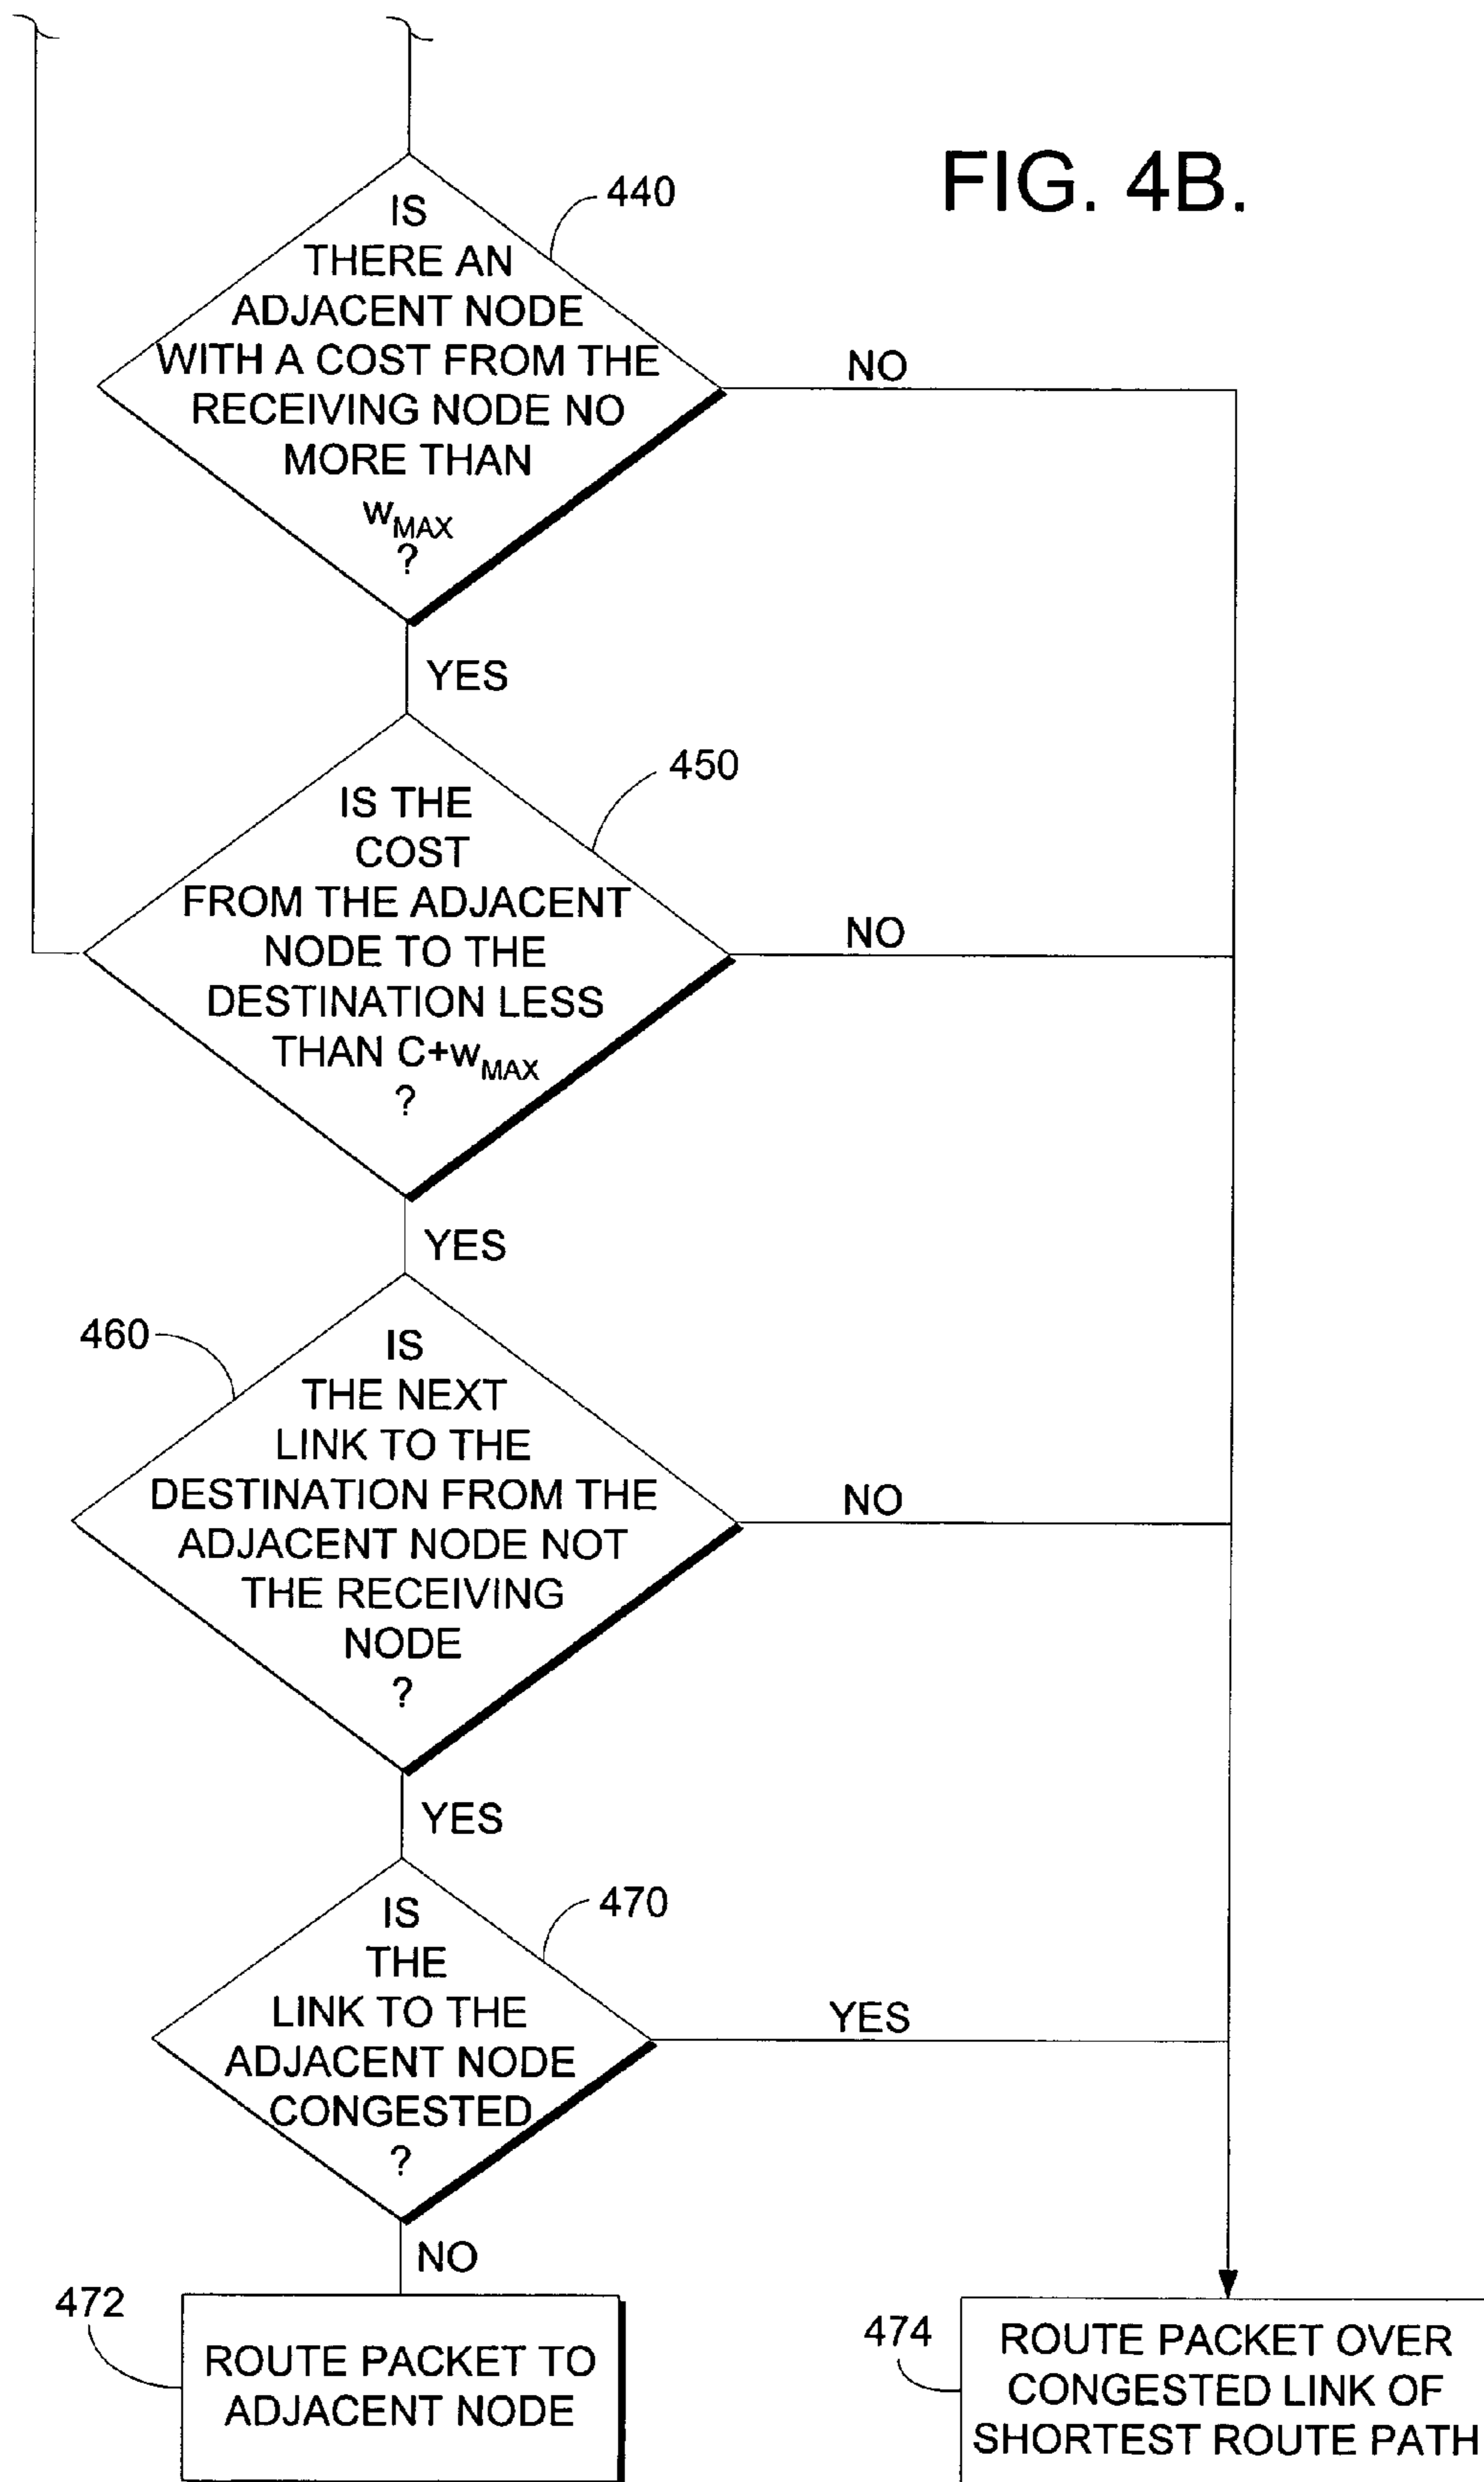 FIG. 4B.
440
IS
THERE AN
ADJACENT NODE
WITH A COST FROM THE
RECEIVING NODE NO
MORE THAN
wMAX
?
NO
YES
450
IS THE
COST
FROM THE ADJACENT
NODE TO THE
DESTINATION LESS
THAN C+wMAX
?
NO
YES
460
IS
THE NEXT
LINK TO THE
DESTINATION FROM THE
ADJACENT NODE NOT
THE RECEIVING
NODE
?
NO
YES
470
IS
THE
LINK TO THE
ADJACENT NODE
CONGESTED
?
YES
NO
472
ROUTE PACKET TO
ADJACENT NODE
474
ROUTE PACKET OVER
CONGESTED LINK OF
SHORTEST ROUTE PATH